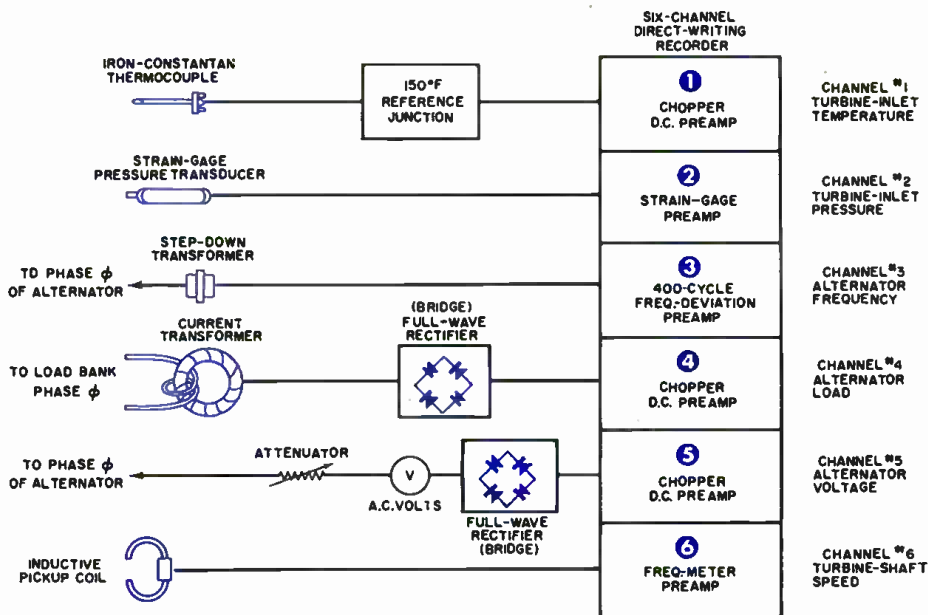 SIX-CHANNEL
DIRECT-WRITING
RECORDER
IRON-CONSTANTAN
THERMOCOUPLE
150°F
REFERENCE
JUNCTION
1
CHOPPER
D.C. PREAMP
CHANNEL #1
TURBINE-INLET
TEMPERATURE
STRAIN-GAGE
PRESSURE TRANSDUCER
2
STRAIN-GAGE
PREAMP
CHANNEL #2
TURBINE-INLET
PRESSURE
TO PHASE ϕ
OF ALTERNATOR
STEP-DOWN
TRANSFORMER
3
400-CYCLE
FREQ.-DEVIATION
PREAMP
CHANNEL #3
ALTERNATOR
FREQUENCY
TO LOAD BANK
PHASE ϕ
CURRENT
TRANSFORMER
(BRIDGE)
FULL-WAVE
RECTIFIER
4
CHOPPER
D.C. PREAMP
CHANNEL #4
ALTERNATOR
LOAD
TO PHASE ϕ
OF ALTERNATOR
ATTENUATOR
V
A.C. VOLTS
FULL-WAVE
RECTIFIER
(BRIDGE)
5
CHOPPER
D.C. PREAMP
CHANNEL #5
ALTERNATOR
VOLTAGE
INDUCTIVE
PICKUP COIL
6
FREQ-METER
PREAMP
CHANNEL #6
TURBINE-SHAFT
SPEED